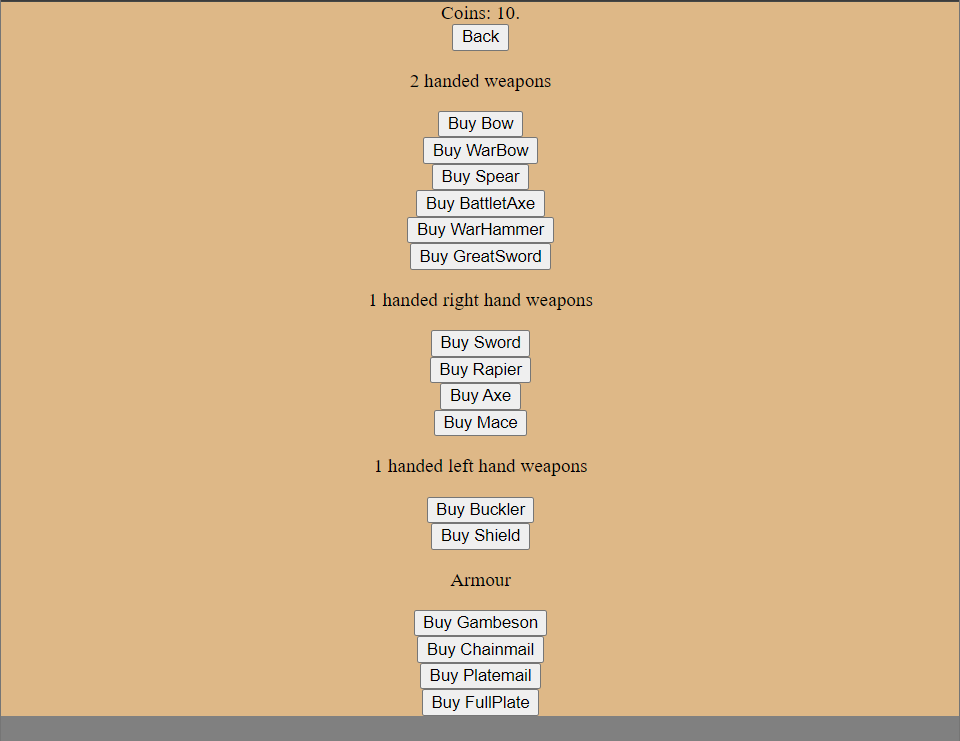 Coins: 10.
Back
2 handed weapons
Buy Bow
Buy WarBow
Buy Spear
Buy BattletAxe
Buy WarHammer
Buy GreatSword
1 handed right hand weapons
Buy Sword
Buy Rapier
Buy Axe
Buy Mace
1 handed left hand weapons
Buy Buckler
Buy Shield
Armour
Buy Gambeson
Buy Chainmail
Buy Platemail
Buy FullPlate